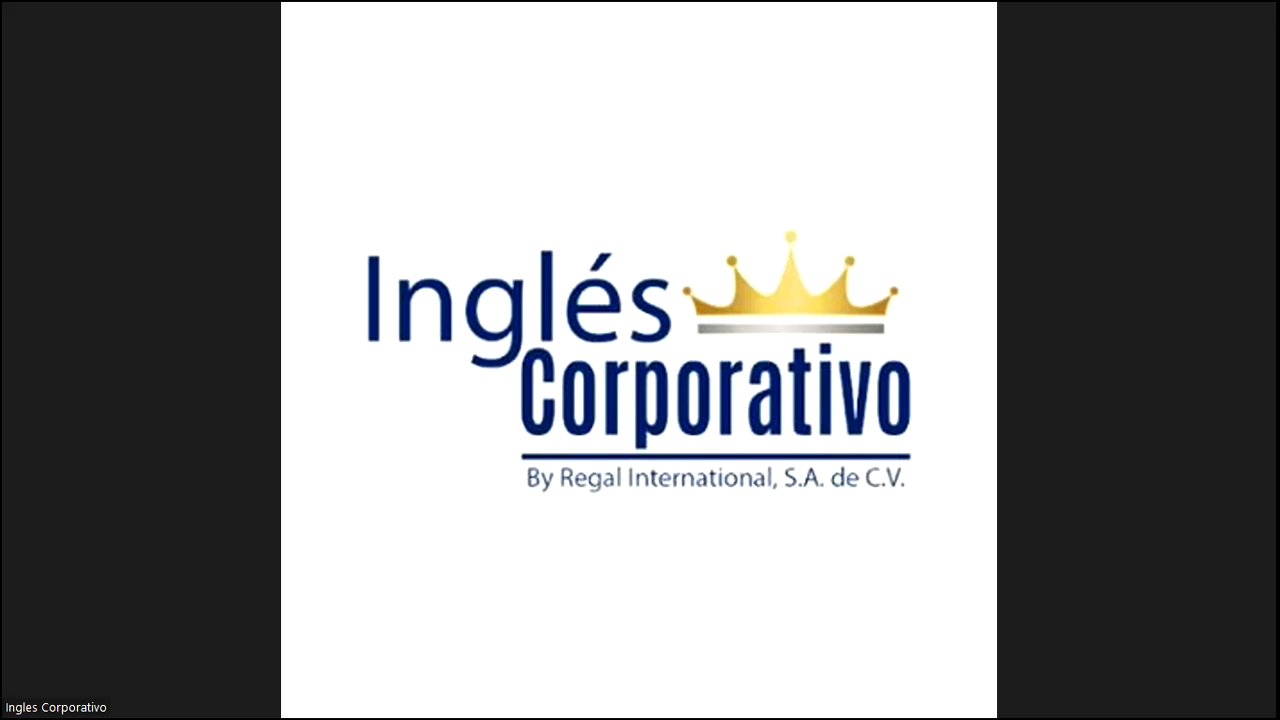 Inglés
Corporativo
By Regal International, S.A. de C.V.
Ingles Corporativo